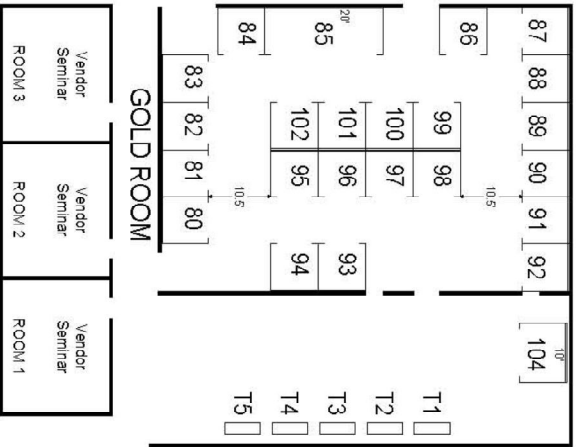 84
20'
85
86
87
83
88
82
102
101
100
99
89
81
95
96
97
98
90
80
10.5'
10.5'
91
94
93
92
GOLD ROOM
Vendor
Seminar
ROOM 3
Vendor
Seminar
ROOM 2
Vendor
Seminar
ROOM 1
10'
104
T5
T4
T3
T2
T1